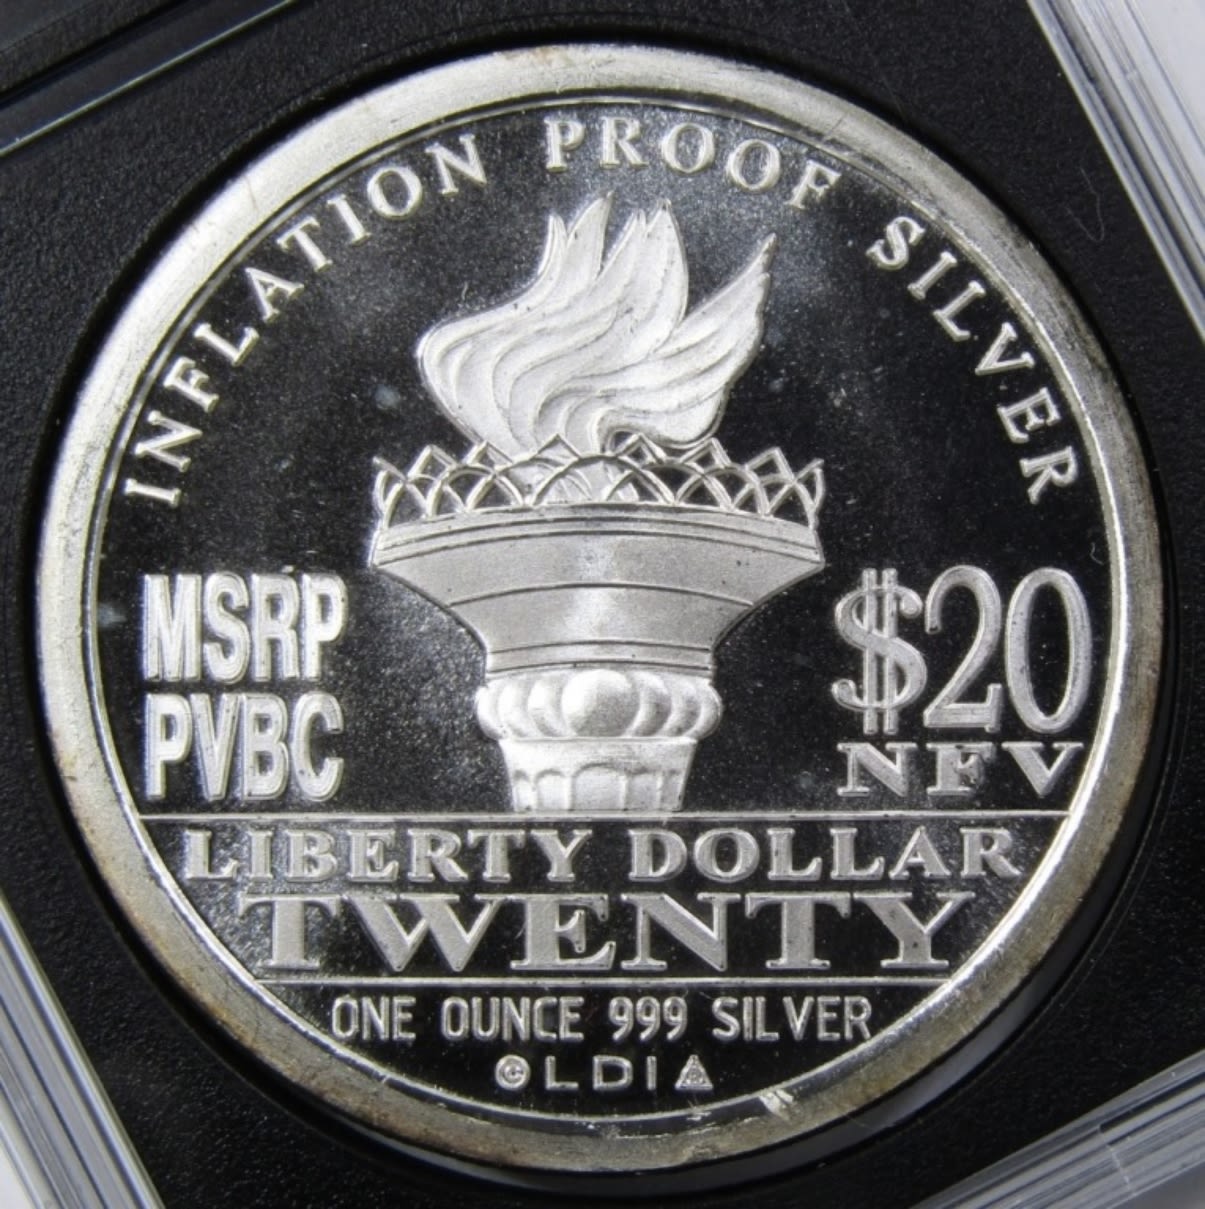 INFLATION PROOF SILVER
MSRP
PVBC
$20
NFV
LIBERTY DOLLAR
TWENTY
ONE OUNCE 999 SILVER
© LDI